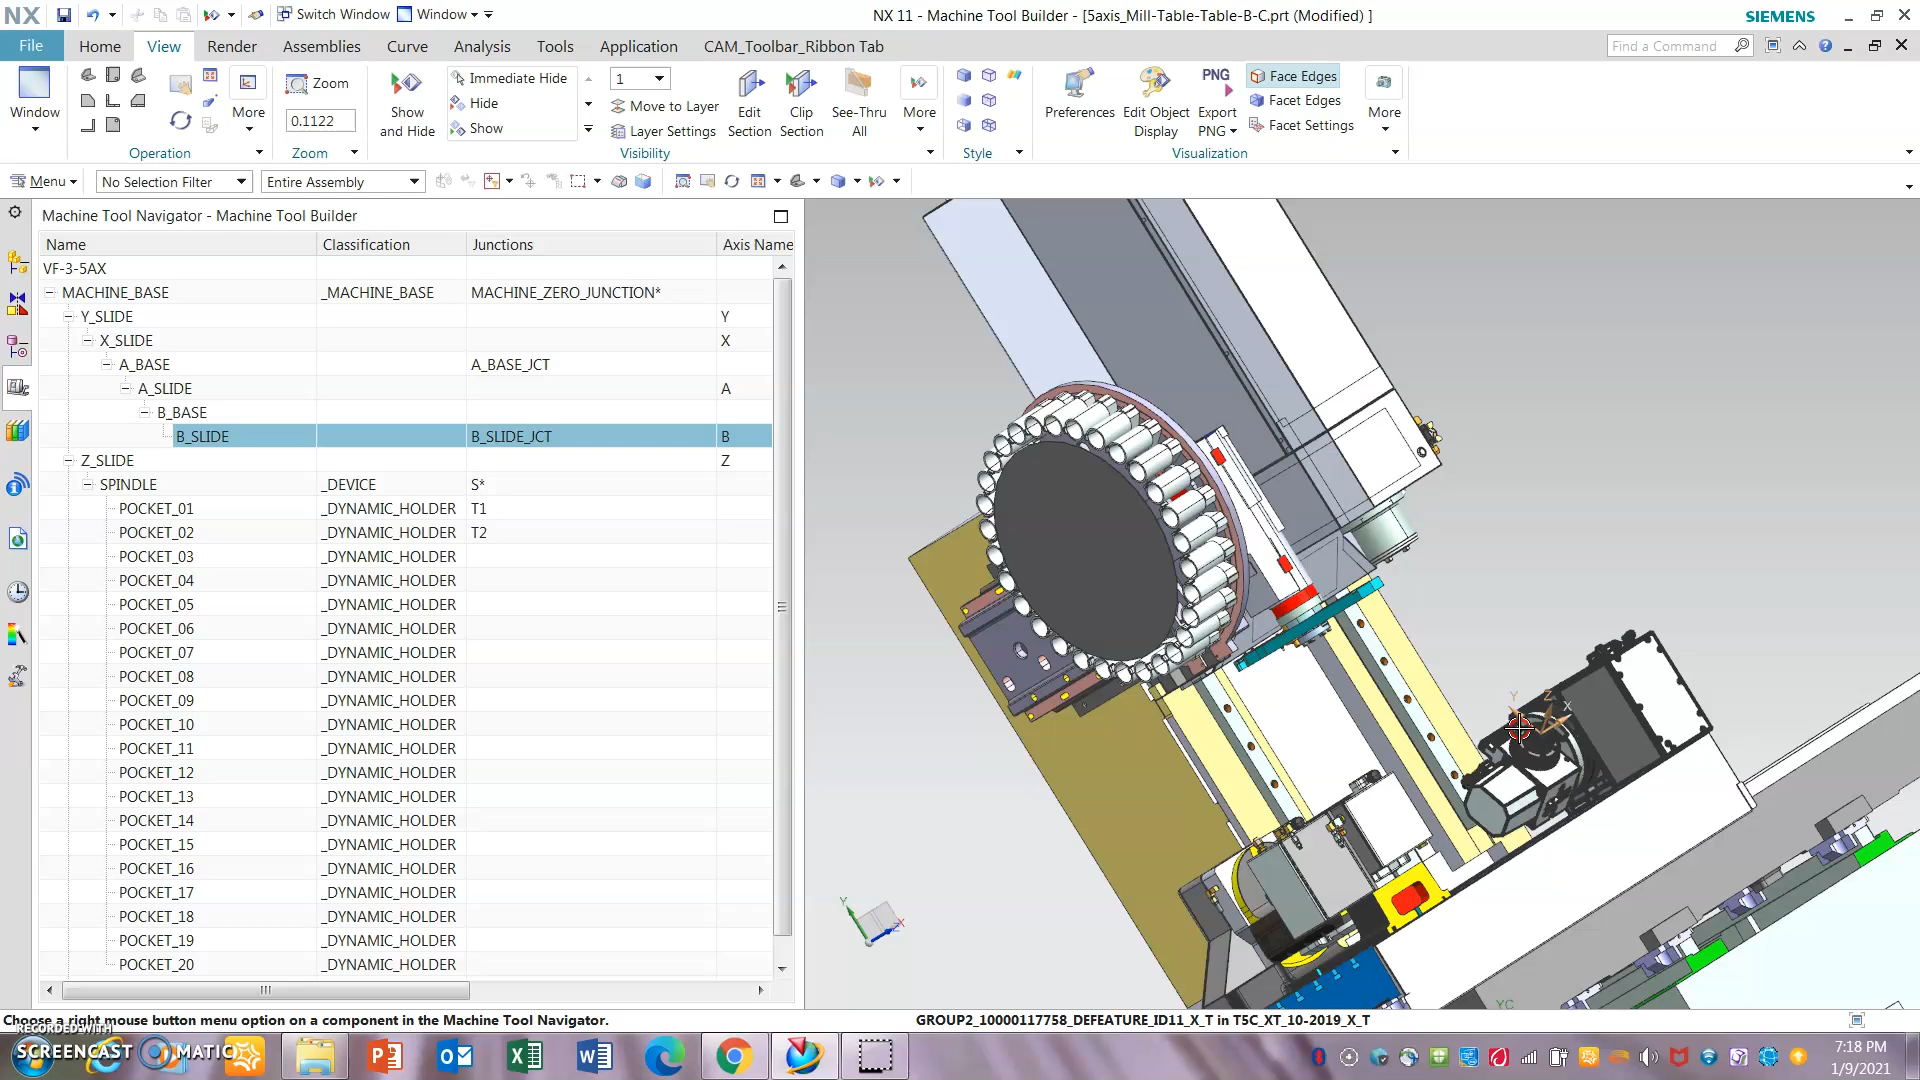 NX
Switch Window
Window
NX 11 - Machine Tool Builder - [5axis_Mill-Table-Table-B-C.prt (Modified) ]
SIEMENS
File
Home
View
Render
Assemblies
Curve
Analysis
Tools
Application
CAM_Toolbar_Ribbon Tab
Find a Command
Window
More
Operation
Zoom
0.1122
Zoom
Show
and Hide
Immediate Hide
Hide
Show
1
Move to Layer
Layer Settings
Edit
Section
Clip
Section
See-Thru
All
More
Visibility
Style
Preferences
Edit Object
Display
PNG
Export
PNG
Face Edges
Facet Edges
Facet Settings
More
Visualization
Menu
No Selection Filter
Entire Assembly
Machine Tool Navigator - Machine Tool Builder
Name Classification Junctions Axis Name
VF-3-5AX
MACHINE_BASE _MACHINE_BASE MACHINE_ZERO_JUNCTION*
Y_SLIDE Y
X_SLIDE X
A_BASE A_BASE_JCT
A_SLIDE A
B_BASE
B_SLIDE B_SLIDE_JCT B
Z_SLIDE Z
SPINDLE _DEVICE S*
POCKET_01 _DYNAMIC_HOLDER T1
POCKET_02 _DYNAMIC_HOLDER T2
POCKET_03 _DYNAMIC_HOLDER
POCKET_04 _DYNAMIC_HOLDER
POCKET_05 _DYNAMIC_HOLDER
POCKET_06 _DYNAMIC_HOLDER
POCKET_07 _DYNAMIC_HOLDER
POCKET_08 _DYNAMIC_HOLDER
POCKET_09 _DYNAMIC_HOLDER
POCKET_10 _DYNAMIC_HOLDER
POCKET_11 _DYNAMIC_HOLDER
POCKET_12 _DYNAMIC_HOLDER
POCKET_13 _DYNAMIC_HOLDER
POCKET_14 _DYNAMIC_HOLDER
POCKET_15 _DYNAMIC_HOLDER
POCKET_16 _DYNAMIC_HOLDER
POCKET_17 _DYNAMIC_HOLDER
POCKET_18 _DYNAMIC_HOLDER
POCKET_19 _DYNAMIC_HOLDER
POCKET_20 _DYNAMIC_HOLDER
Y
Z
X
Y
X
YC
Choose a right mouse button menu option on a component in the Machine Tool Navigator.
GROUP2_10000117758_DEFEATURE_ID11_X_T in T5C_XT_10-2019_X_T
RECORDED WITH
SCREENCAST MATIC
7:18 PM
1/9/2021